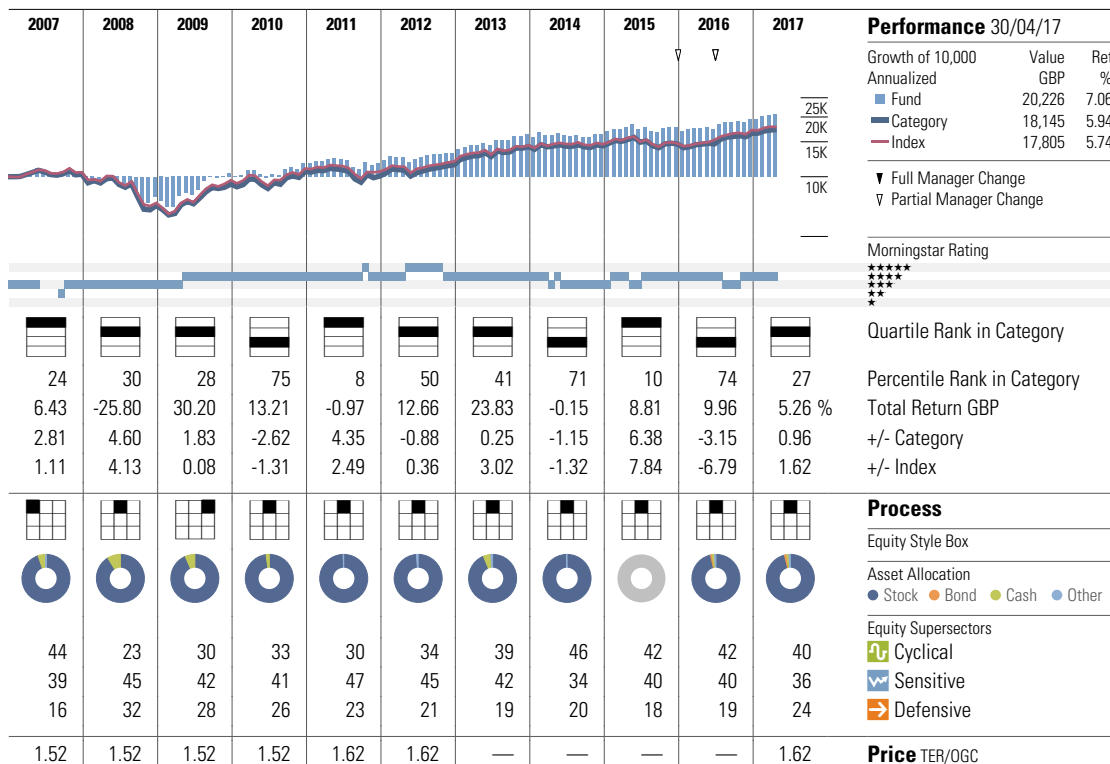 2007 2008 2009 2010 2011 2012 2013 2014 2015 2016 2017
Performance 30/04/17
Growth of 10,000 Value Ret
Annualized GBP %
Fund 20,226 7.06
Category 18,145 5.94
Index 17,805 5.74
Full Manager Change
Partial Manager Change
25K
20K
15K
10K
Morningstar Rating
★★★★★
★★★★
★★★
★★
★
Quartile Rank in Category
24 30 28 75 8 50 41 71 10 74 27 Percentile Rank in Category
6.43 -25.80 30.20 13.21 -0.97 12.66 23.83 -0.15 8.81 9.96 5.26 % Total Return GBP
2.81 4.60 1.83 -2.62 4.35 -0.88 0.25 -1.15 6.38 -3.15 0.96 +/- Category
1.11 4.13 0.08 -1.31 2.49 0.36 3.02 -1.32 7.84 -6.79 1.62 +/- Index
Process
Equity Style Box
Asset Allocation
Stock Bond Cash Other
Equity Supersectors
44 23 30 33 30 34 39 46 42 42 40 Cyclical
39 45 42 41 47 45 42 34 40 40 36 Sensitive
16 32 28 26 23 21 19 20 18 19 24 Defensive
1.52 1.52 1.52 1.52 1.62 1.62 — — — — 1.62 Price TER/OGC